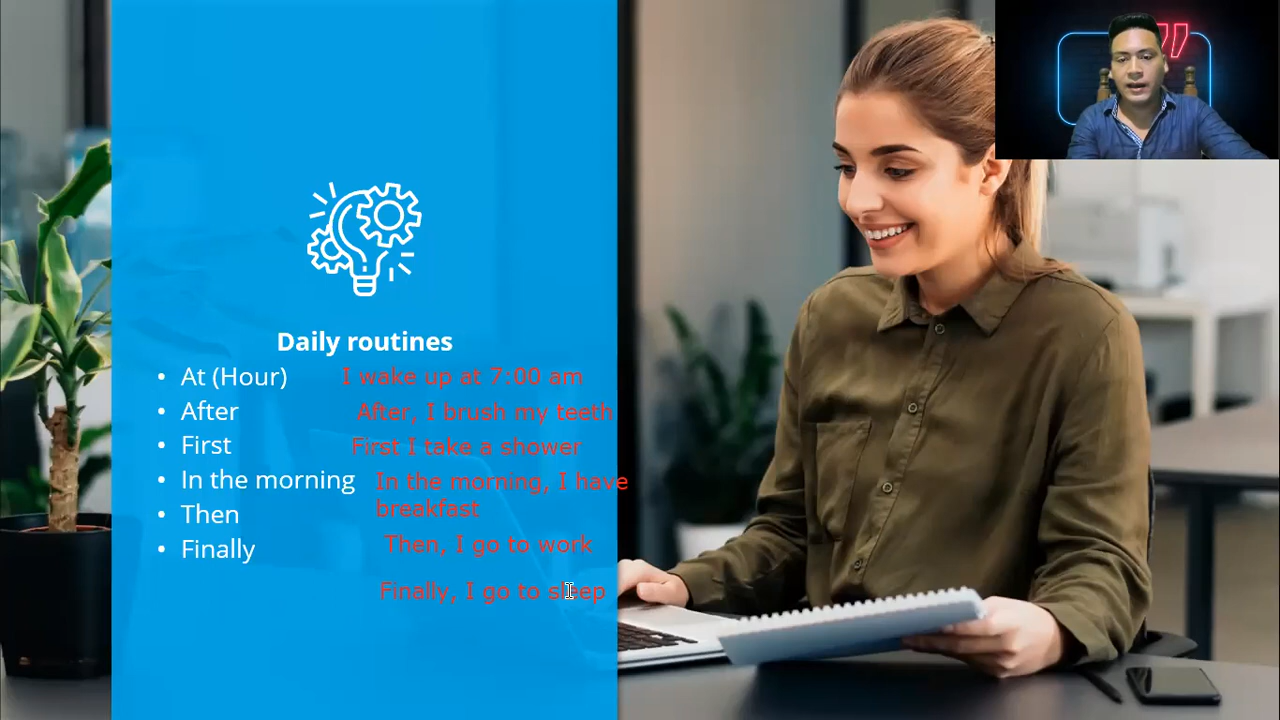 Daily routines
• At (Hour) I wake up at 7:00 am
• After After, I brush my teeth
• First First I take a shower
• In the morning In the morning, I have
breakfast
• Then
Then, I go to work
• Finally
Finally, I go to sleep